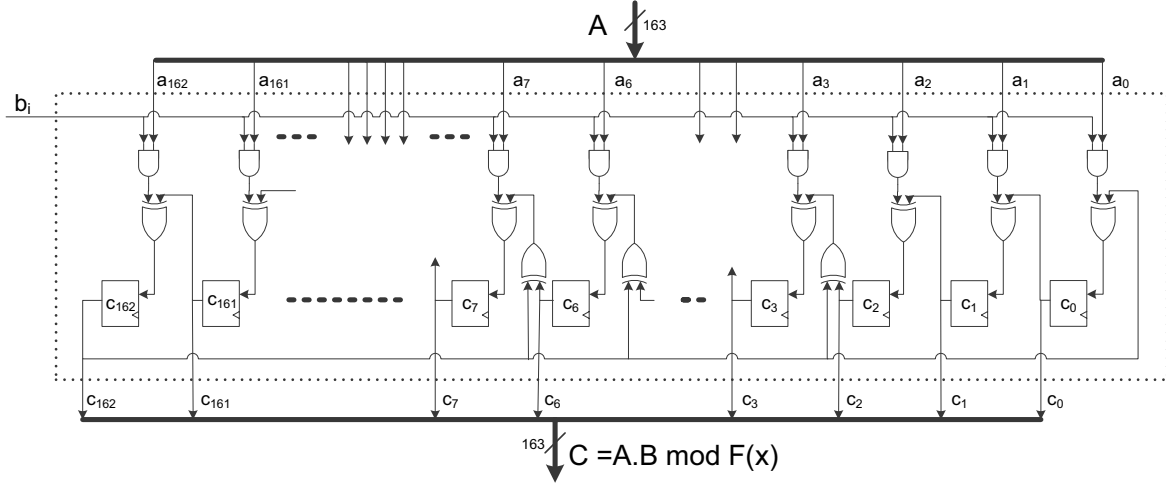 A 163
a162 a161 a7 a6 a3 a2 a1 a0
bi
c162 c161 c7 c6 c3 c2 c1 c0
c162 c161 c7 c6 c3 c2 c1 c0
163 C =A.B mod F(x)